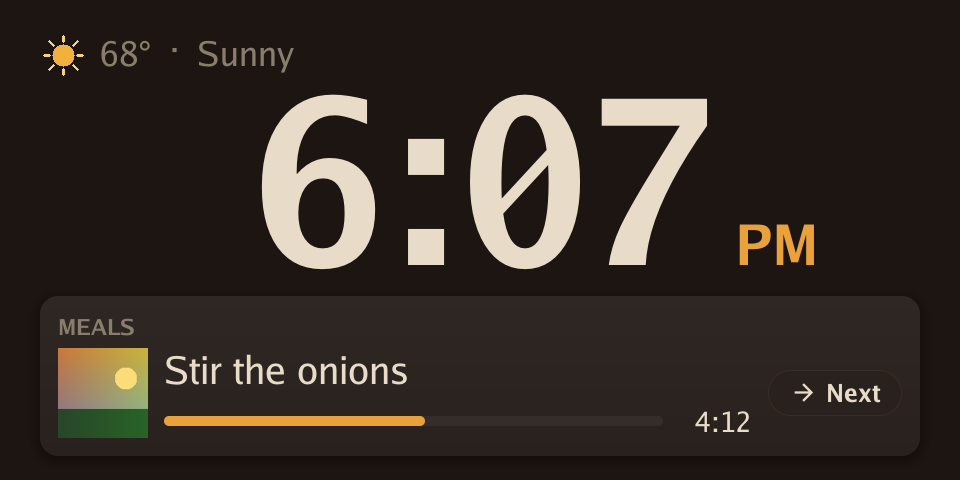 68° · Sunny
6:07 PM
MEALS
Stir the onions
4:12
→ Next